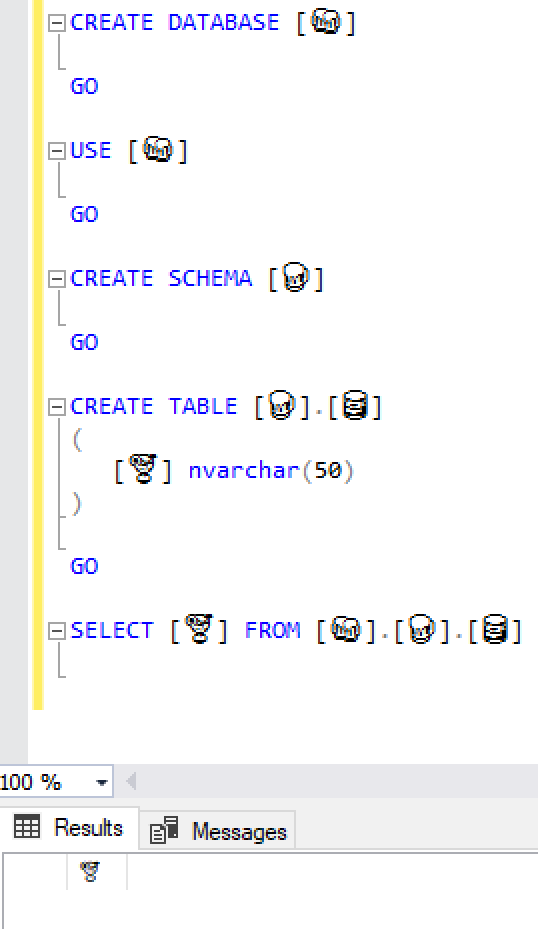 CREATE DATABASE [ ]
GO
USE [ ]
GO
CREATE SCHEMA [ ]
GO
CREATE TABLE [ ].[ ]
(
[ ] nvarchar(50)
)
GO
SELECT [ ] FROM [ ].[ ].[ ]
100 %
Results Messages